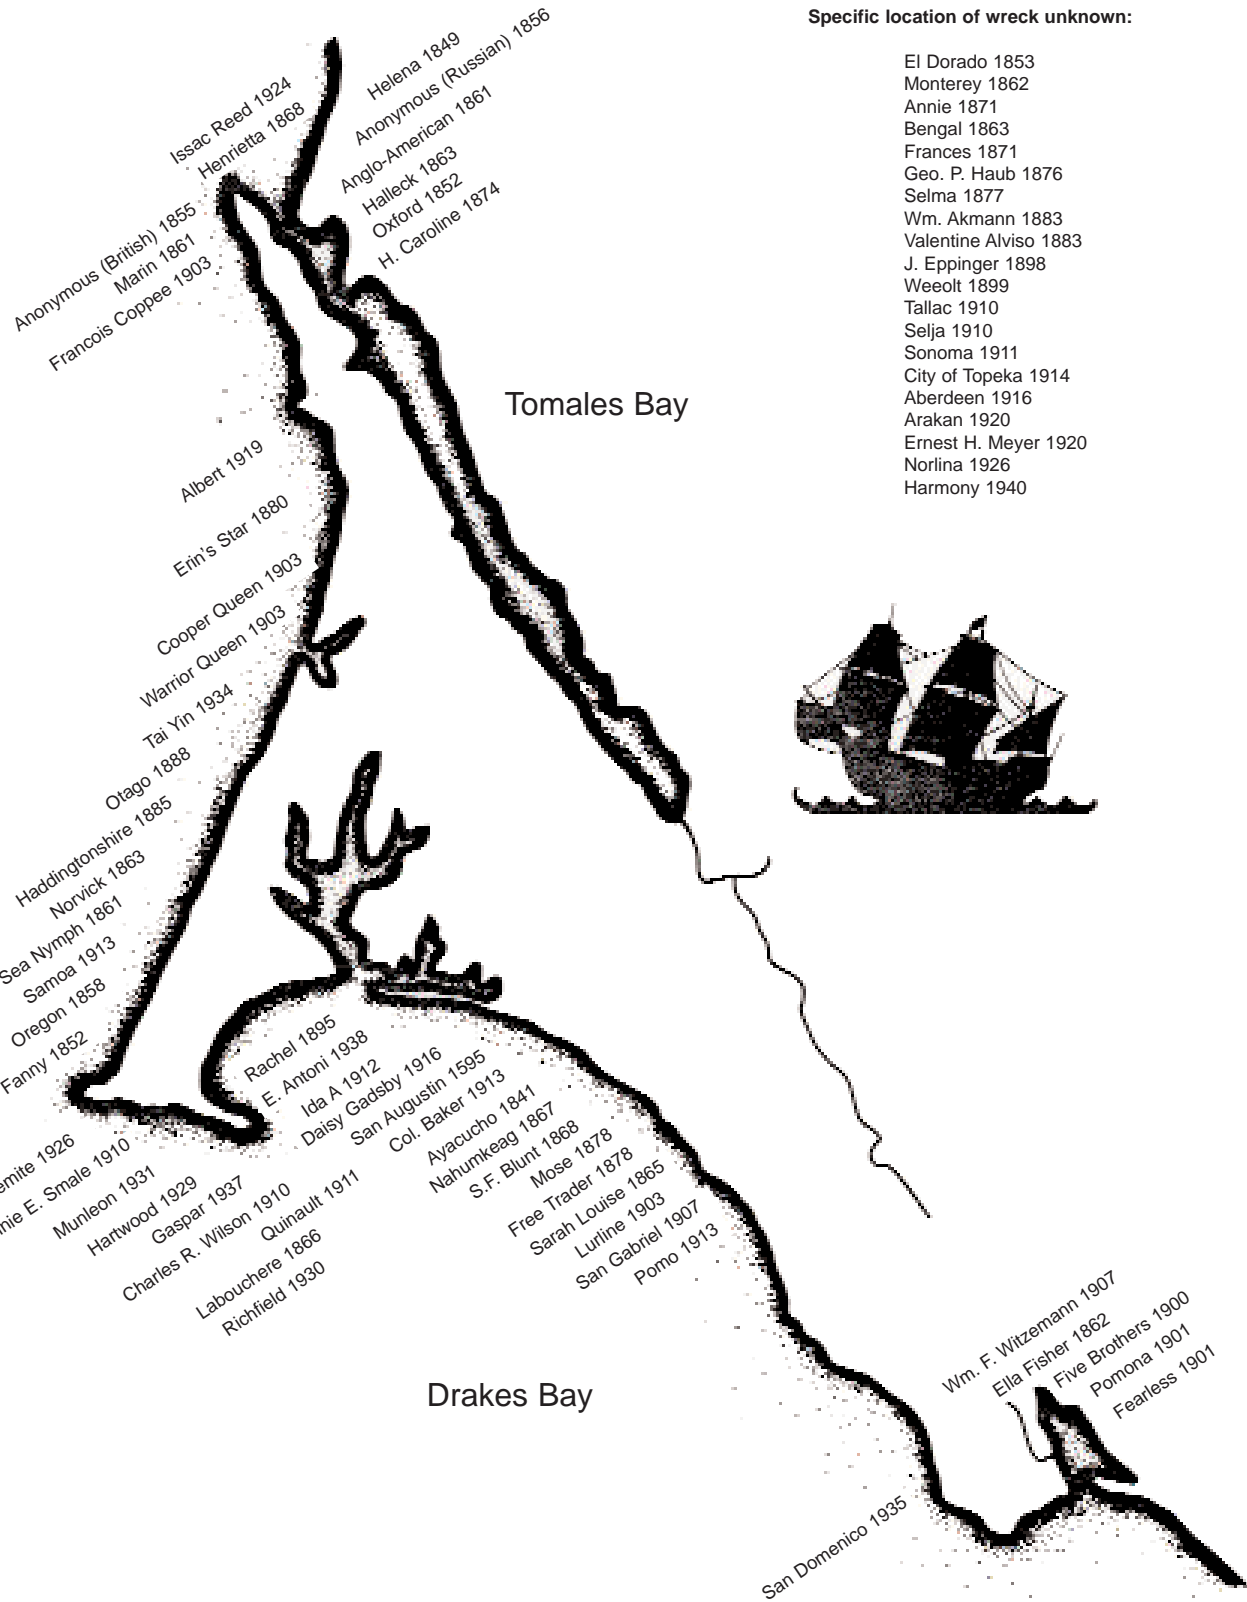 Specific location of wreck unknown:
El Dorado 1853
Monterey 1862
Annie 1871
Bengal 1863
Frances 1871
Geo. P. Haub 1876
Selma 1877
Wm. Akmann 1883
Valentine Alviso 1883
J. Eppinger 1898
Weeolt 1899
Tallac 1910
Selja 1910
Sonoma 1911
City of Topeka 1914
Aberdeen 1916
Arakan 1920
Ernest H. Meyer 1920
Norlina 1926
Harmony 1940
Helena 1849
Anonymous (Russian) 1856
Anglo-American 1861
Halleck 1863
Oxford 1852
H. Caroline 1874
Issac Reed 1924
Henrietta 1868
Anonymous (British) 1855
Marin 1861
Francois Coppee 1903
Tomales Bay
Albert 1919
Erin's Star 1880
Cooper Queen 1903
Warrior Queen 1903
Tai Yin 1934
Otago 1888
Haddingtonshire 1885
Norvick 1863
Sea Nymph 1861
Samoa 1913
Oregon 1858
Fanny 1852
emite 1926
nie E. Smale 1910
Munleon 1931
Hartwood 1929
Gaspar 1937
Charles R. Wilson 1910
Quinault 1911
Labouchere 1866
Richfield 1930
Rachel 1895
E. Antoni 1938
Ida A 1912
Daisy Gadsby 1916
San Augustin 1595
Col. Baker 1913
Ayacucho 1841
Nahumkeag 1867
S.F. Blunt 1868
Mose 1878
Free Trader 1878
Sarah Louise 1865
Lurline 1903
San Gabriel 1907
Pomo 1913
Drakes Bay
Wm. F. Witzemann 1907
Ella Fisher 1862
Five Brothers 1900
Pomona 1901
Fearless 1901
San Domenico 1935